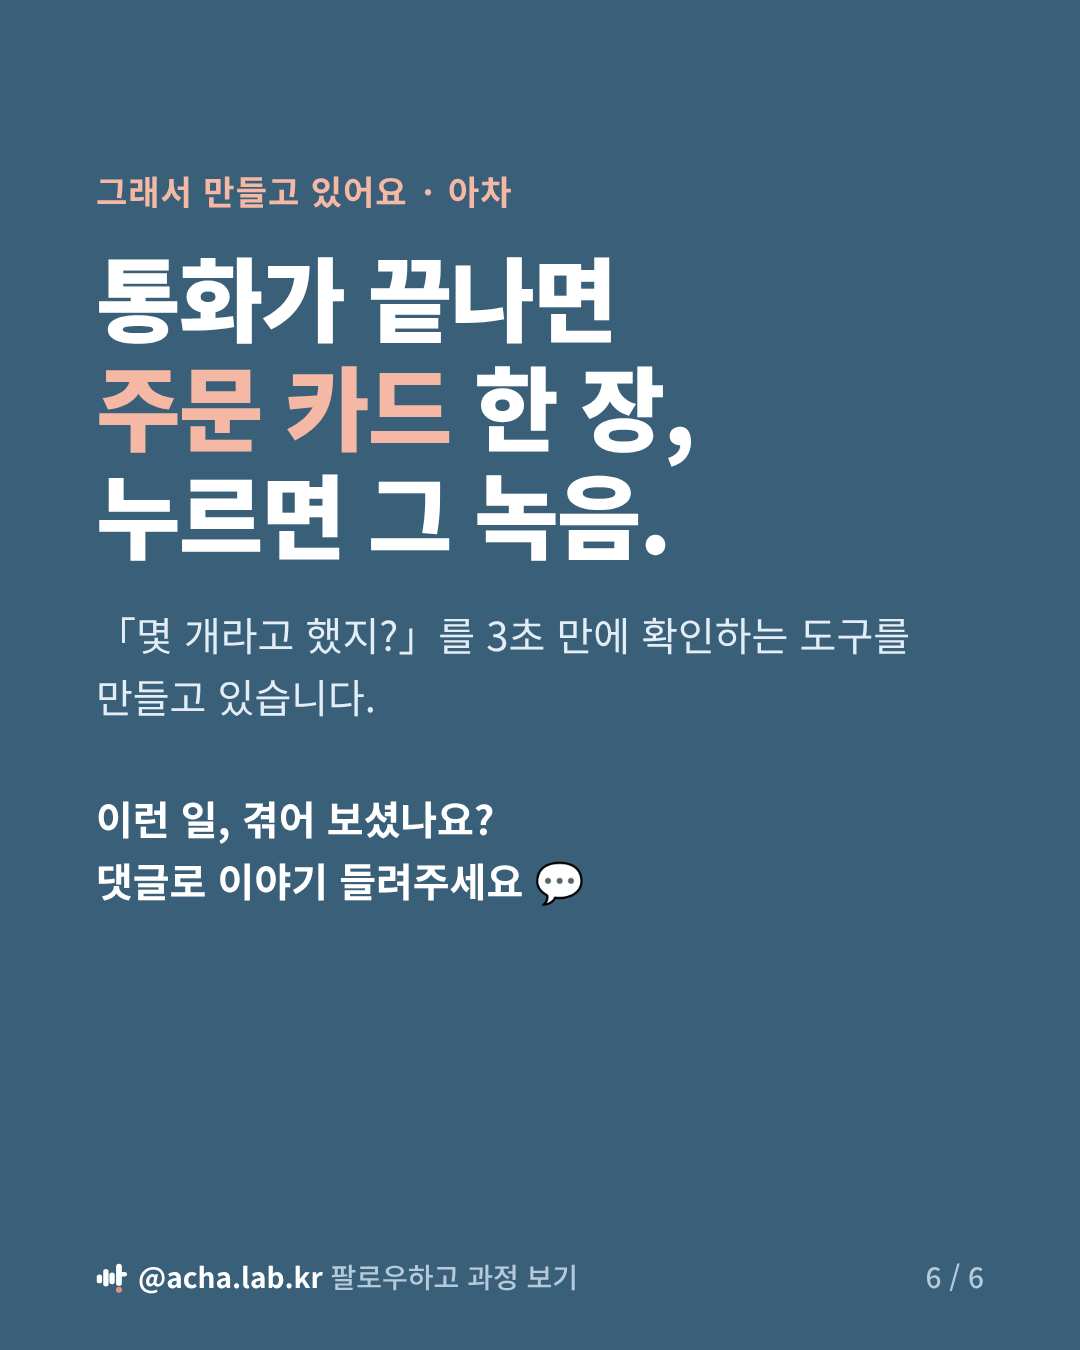 그래서 만들고 있어요 · 아차
통화가 끝나면
주문 카드 한 장,
누르면 그 녹음.
「몇 개라고 했지?」를 3초 만에 확인하는 도구를
만들고 있습니다.
이런 일, 겪어 보셨나요?
댓글로 이야기 들려주세요 💬
@acha.lab.kr 팔로우하고 과정 보기
6 / 6